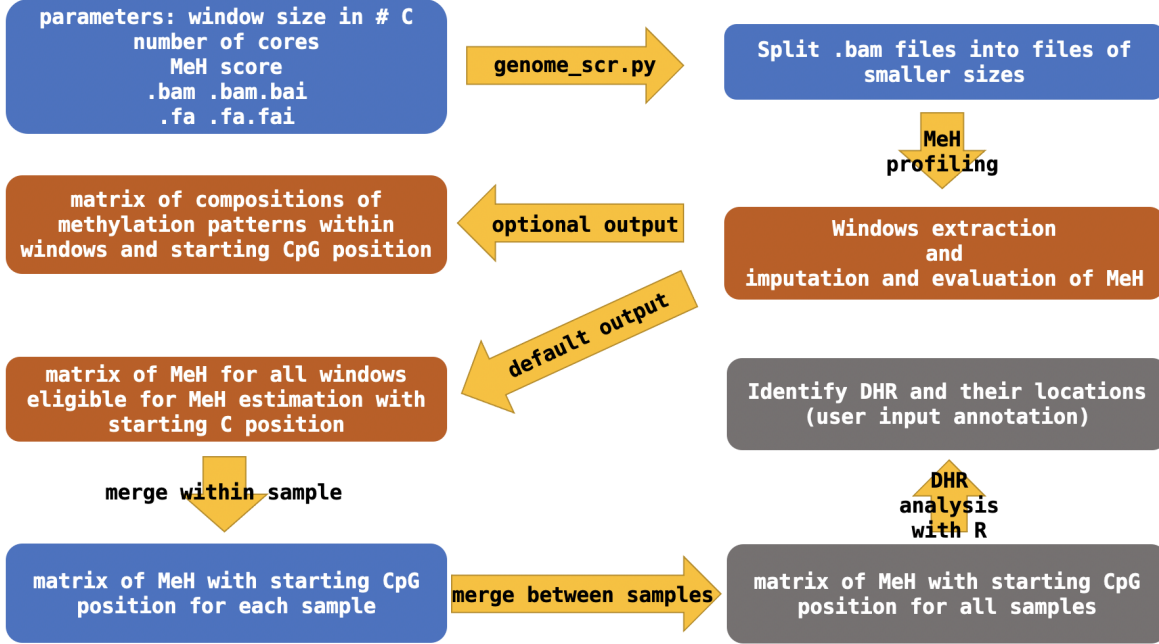 parameters: window size in # C
number of cores
MeH score
.bam .bam.bai
.fa .fa.fai
genome_scr.py
Split .bam files into files of
smaller sizes
MeH
profiling
Windows extraction
and
imputation and evaluation of MeH
optional output
matrix of compositions of
methylation patterns within
windows and starting CpG position
default output
matrix of MeH for all windows
eligible for MeH estimation with
starting C position
merge within sample
matrix of MeH with starting CpG
position for each sample
merge between samples
matrix of MeH with starting CpG
position for all samples
DHR
analysis
with R
Identify DHR and their locations
(user input annotation)